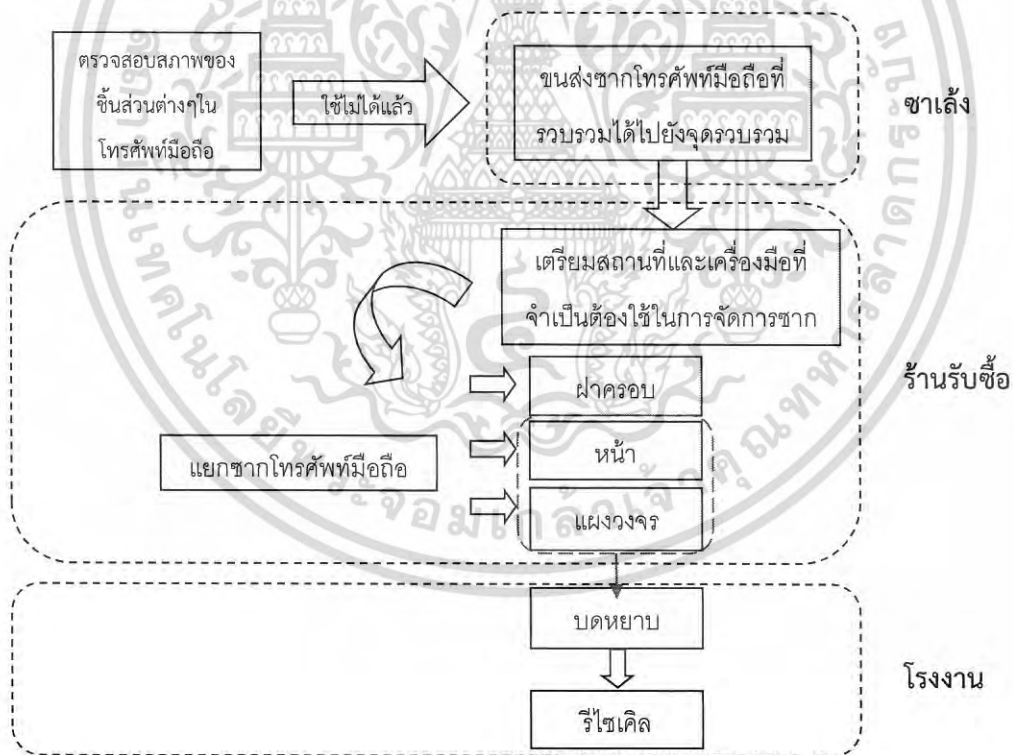 ตรวจสอบสภาพของ
ชิ้นส่วนต่างๆใน
โทรศัพท์มือถือ
ใช้ไม่ได้แล้ว
ขนส่งซากโทรศัพท์มือถือที่
รวบรวมได้ไปยังจุดรวบรวม
ซาเล้ง
เตรียมสถานที่และเครื่องมือที่
จำเป็นต้องใช้ในการจัดการซาก
ร้านรับซื้อ
ฝาครอบ
แยกซากโทรศัพท์มือถือ
หน้า
แผงวงจร
บดหยาบ
โรงงาน
รีไซเคิล